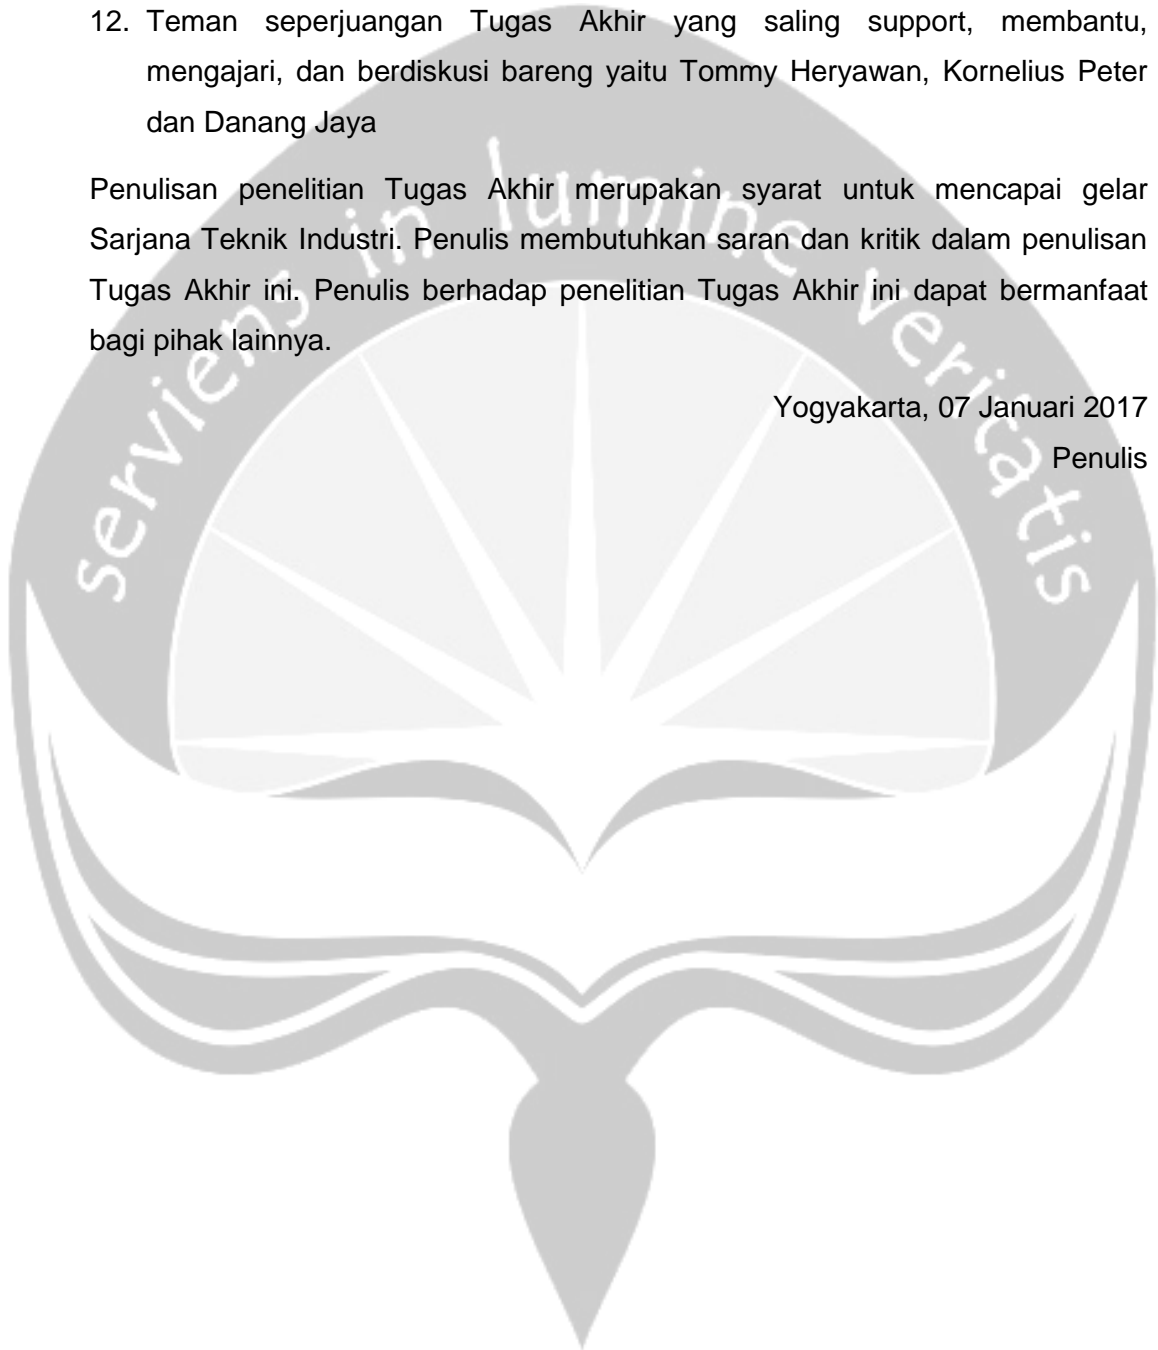 12. Teman seperjuangan Tugas Akhir yang saling support, membantu,
mengajari, dan berdiskusi bareng yaitu Tommy Heryawan, Kornelius Peter
dan Danang Jaya
Penulisan penelitian Tugas Akhir merupakan syarat untuk mencapai gelar
Sarjana Teknik Industri. Penulis membutuhkan saran dan kritik dalam penulisan
Tugas Akhir ini. Penulis berhadap penelitian Tugas Akhir ini dapat bermanfaat
bagi pihak lainnya.
Yogyakarta, 07 Januari 2017
Penulis
serviens in lumine veritatis